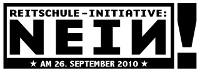 REITSCHULE-INITIATIVE:
NEIN!
★ AM 26. SEPTEMBER 2010 ★